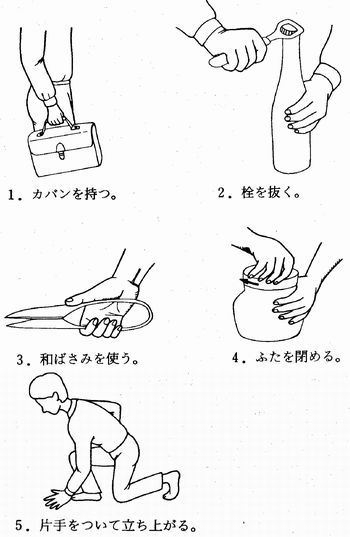 1．カバンを持つ。
2．栓を抜く。
3．和ばさみを使う。
4．ふたを閉める。
5．片手をついて立ち上がる。